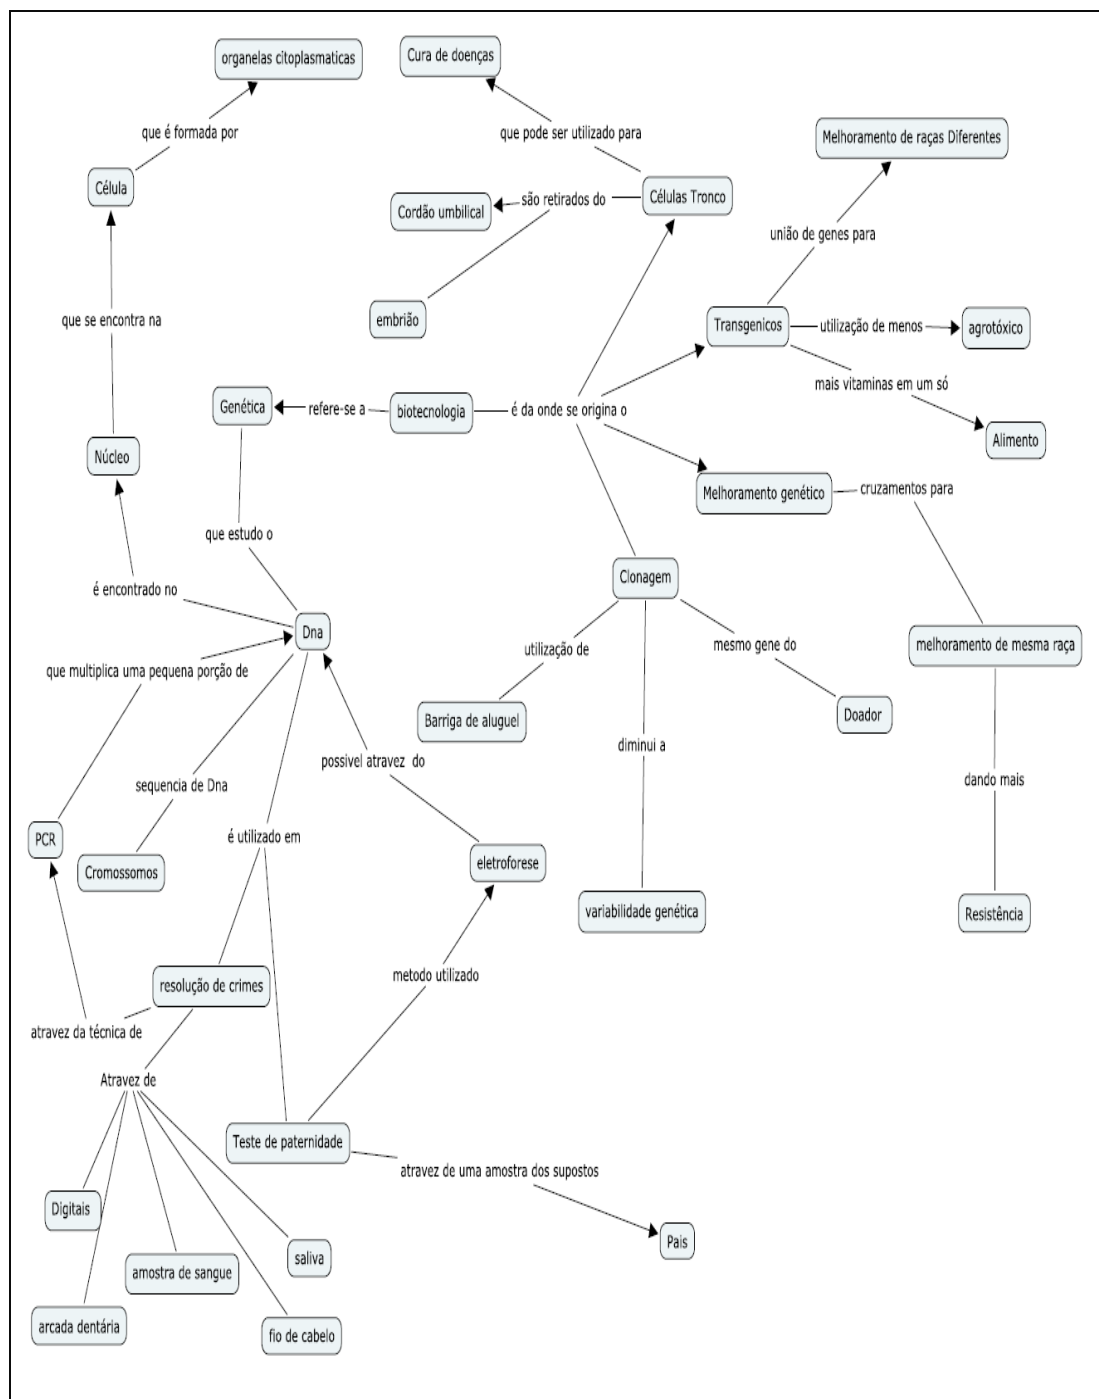 organelas citoplasmaticas
Cura de doenças
que é formada por
que pode ser utilizado para
Melhoramento de raças Diferentes
Célula
Células Tronco
são retirados do
Cordão umbilical
união de genes para
embrião
que se encontra na
Transgenicos
utilização de menos
agrotóxico
mais vitaminas em um só
Genética
refere-se a
biotecnologia
é da onde se origina o
Alimento
Núcleo
Melhoramento genético
cruzamentos para
que estudo o
Clonagem
é encontrado no
Dna
utilização de
mesmo gene do
melhoramento de mesma raça
que multiplica uma pequena porção de
Barriga de aluguel
Doador
diminui a
possivel atravez do
dando mais
sequencia de Dna
PCR
é utilizado em
Cromossomos
eletroforese
variabilidade genética
Resistência
metodo utilizado
resolução de crimes
atravez da técnica de
Atravez de
Teste de paternidade
atravez de uma amostra dos supostos
Digitais
Pais
saliva
amostra de sangue
arcada dentária
fio de cabelo